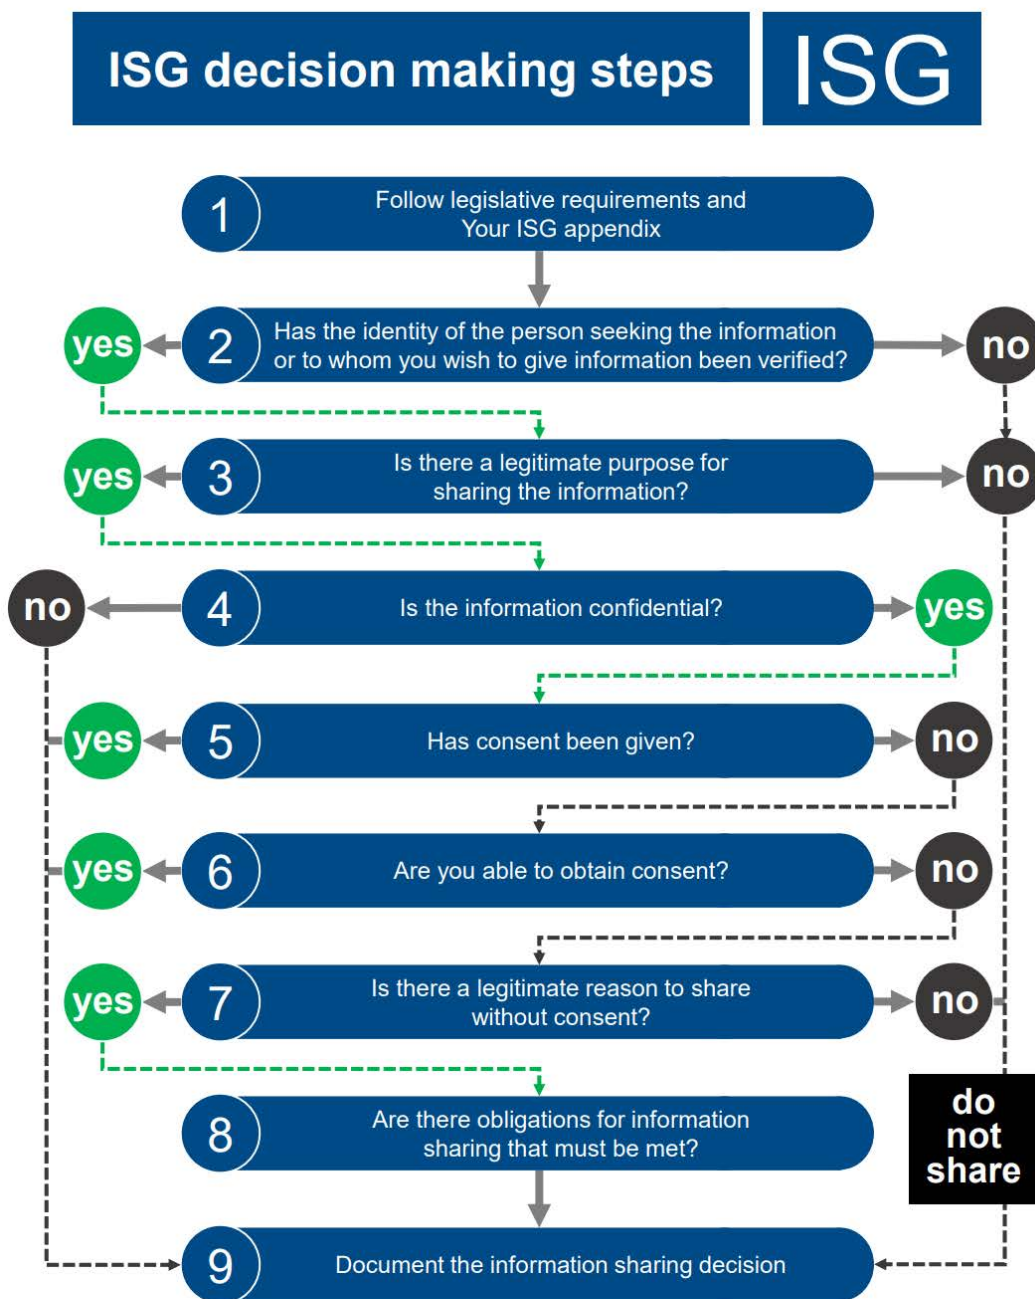 ISG decision making steps
ISG
1
Follow legislative requirements and
Your ISG appendix
yes
2
Has the identity of the person seeking the information
or to whom you wish to give information been verified?
no
yes
3
Is there a legitimate purpose for
sharing the information?
no
no
4
Is the information confidential?
yes
yes
5
Has consent been given?
no
yes
6
Are you able to obtain consent?
no
yes
7
Is there a legitimate reason to share
without consent?
no
8
Are there obligations for information
sharing that must be met?
do
not
share
9
Document the information sharing decision